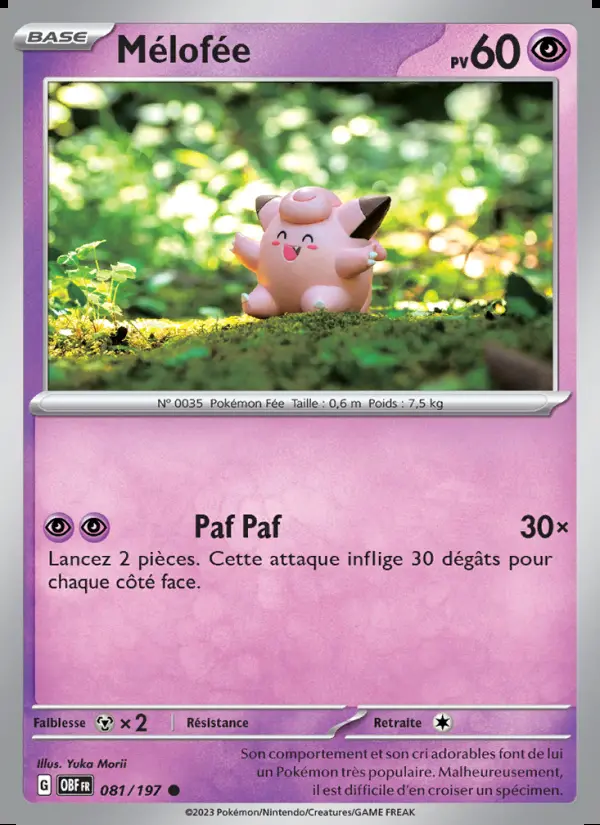 BASE
Mélofée
PV60
Nº 0035 Pokémon Fée Taille : 0,6 m Poids : 7,5 kg
Paf Paf 30×
Lancez 2 pièces. Cette attaque inflige 30 dégâts pour
chaque côté face.
Faiblesse ×2 Résistance Retraite
Illus. Yuka Morii
Son comportement et son cri adorables font de lui
un Pokémon très populaire. Malheureusement,
il est difficile d'en croiser un spécimen.
G OBF FR 081/197
©2023 Pokémon/Nintendo/Creatures/GAME FREAK